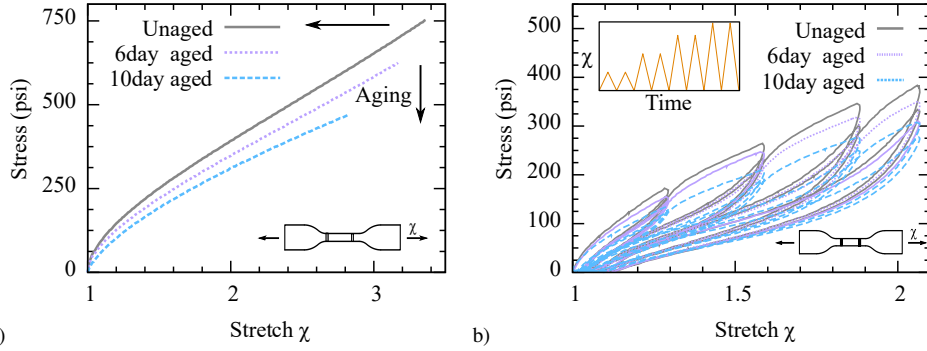 750
500
250
0
Stress (psi)
Unaged
6day aged
10day aged
Aging
χ
1
2
3
Stretch χ
)
500
400
300
200
100
0
Stress (psi)
χ
Time
Unaged
6day aged
10day aged
χ
1
1.5
2
Stretch χ
b)